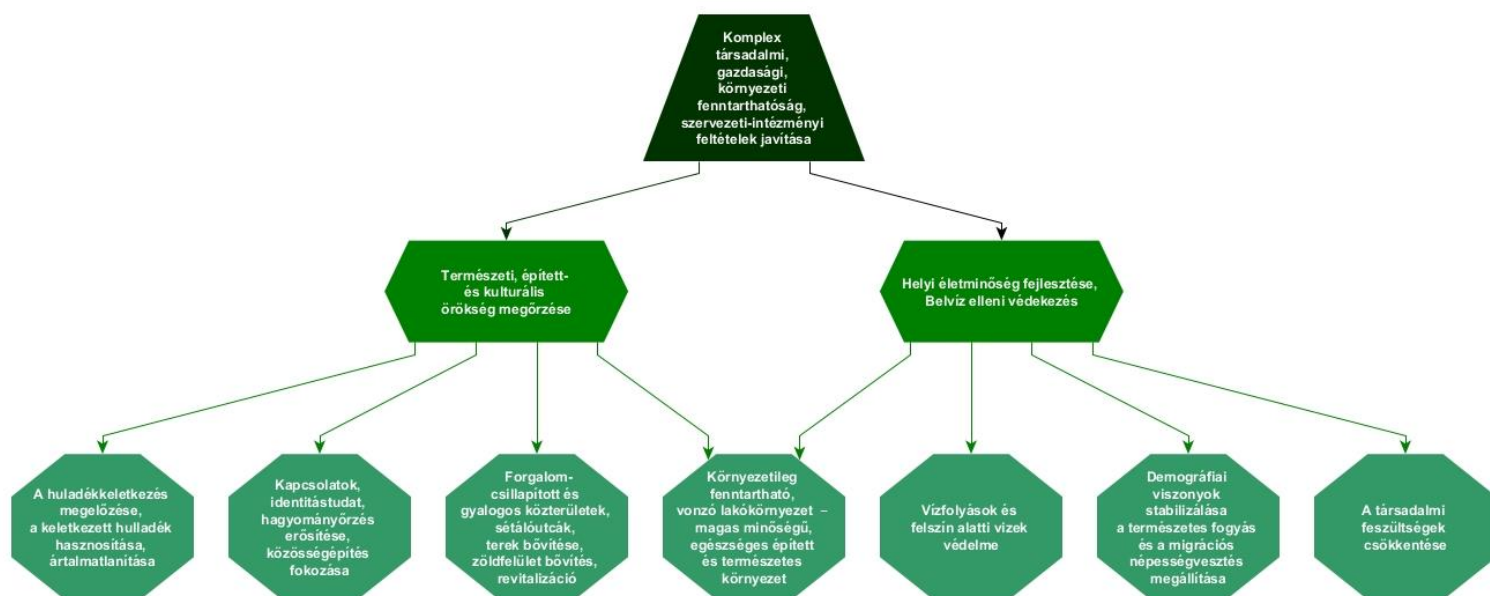 Komplex
társadalmi,
gazdasági,
környezeti
fenntarthatóság,
szervezeti-intézményi
feltételek javítása
Természeti, épített-
és kulturális
örökség megőrzése
Helyi életminőség fejlesztése,
Belvíz elleni védekezés
A huladékkeletkezés
megelőzése,
a keletkezett hulladék
hasznosítása,
ártalmatlanítása
Kapcsolatok,
identitástudat,
hagyományőrzés
erősítése,
közösségépítés
fokozása
Forgalom-
csillapított és
gyalogos közterületek,
sétálóutcák,
terek bővítése,
zöldfelület bővítés,
revitalizáció
Környezetileg
fenntartható,
vonzó lakókörnyezet –
magas minőségű,
egészséges épített
és természetes
környezet
Vízfolyások és
felszín alatti vizek
védelme
Demográfiai
viszonyok
stabilizálása
a természetes fogyás
és a migrációs
népességvesztés
megállítása
A társadalmi
feszültségek
csökkentése